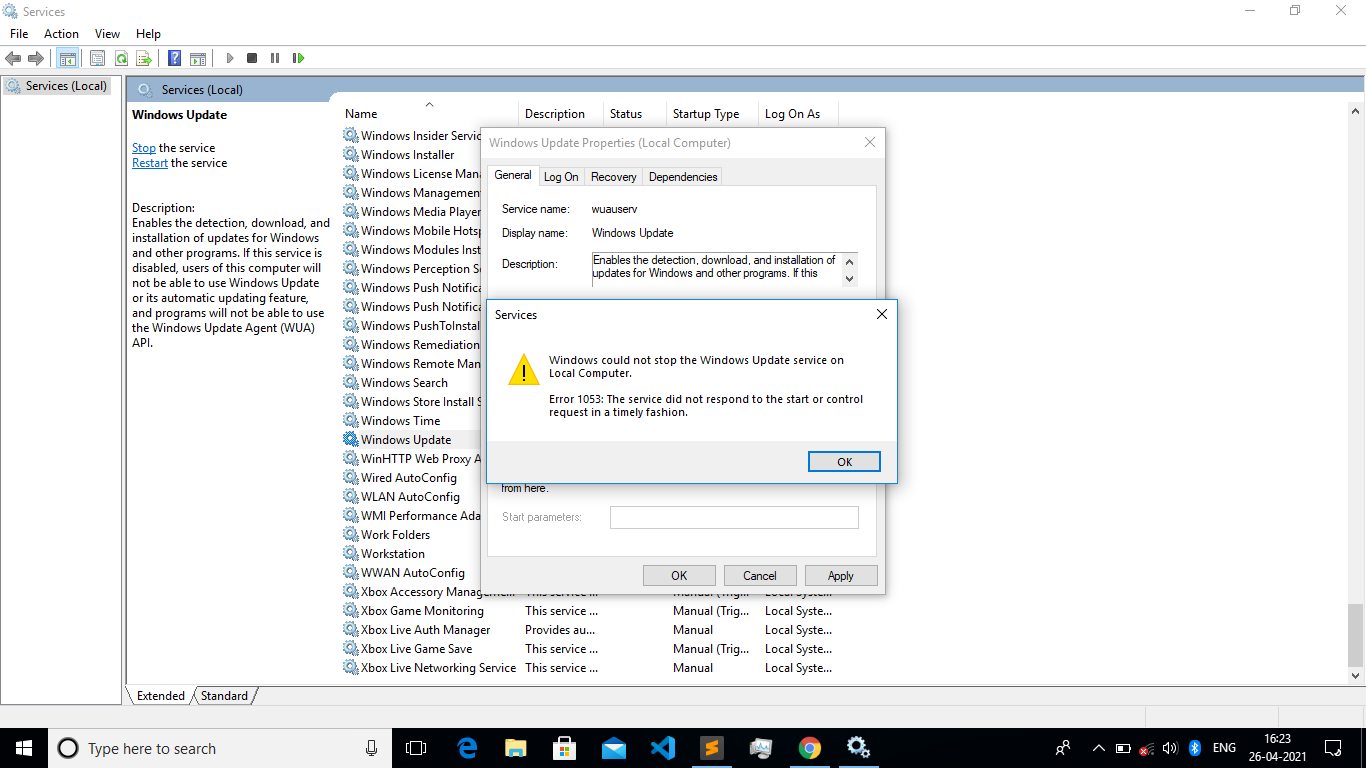 Services
File Action View Help
Services (Local)
Services (Local)
Windows Update
Stop the service
Restart the service
Description:
Enables the detection, download, and
installation of updates for Windows
and other programs. If this service is
disabled, users of this computer will
not be able to use Windows Update
or its automatic updating feature,
and programs will not be able to use
the Windows Update Agent (WUA)
API.
Name Description Status Startup Type Log On As
Windows Insider Servic
Windows Installer
Windows License Mana
Windows Management
Windows Media Player
Windows Mobile Hotsp
Windows Modules Inst
Windows Perception Se
Windows Push Notifica
Windows Push Notifica
Windows PushToInstal
Windows Remediation
Windows Remote Man
Windows Search
Windows Store Install S
Windows Time
Windows Update
WinHTTP Web Proxy A
Wired AutoConfig
WLAN AutoConfig
WMI Performance Ada
Work Folders
Workstation
WWAN AutoConfig
Xbox Accessory Manageme... This service ... Manual (Trig... Local Syste...
Xbox Game Monitoring This service ... Manual (Trig... Local Syste...
Xbox Live Auth Manager Provides au... Manual Local Syste...
Xbox Live Game Save This service ... Manual (Trig... Local Syste...
Xbox Live Networking Service This service ... Manual Local Syste...
Windows Update Properties (Local Computer)
General Log On Recovery Dependencies
Service name: wuauserv
Display name: Windows Update
Description: Enables the detection, download, and installation of
updates for Windows and other programs. If this
Services
Windows could not stop the Windows Update service on
Local Computer.
Error 1053: The service did not respond to the start or control
request in a timely fashion.
OK
from here.
Start parameters:
OK Cancel Apply
Extended Standard
Type here to search
ENG
16:23
26-04-2021